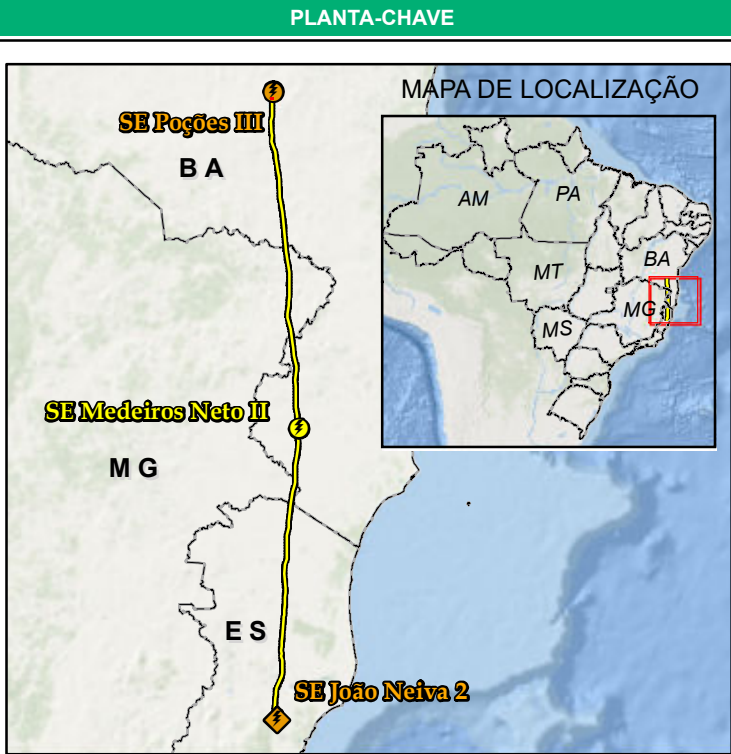 PLANTA-CHAVE
MAPA DE LOCALIZAÇÃO
SE Poções III
B A
AM
PA
BA
MT
MG
MS
SE Medeiros Neto II
M G
E S
SE João Neiva 2